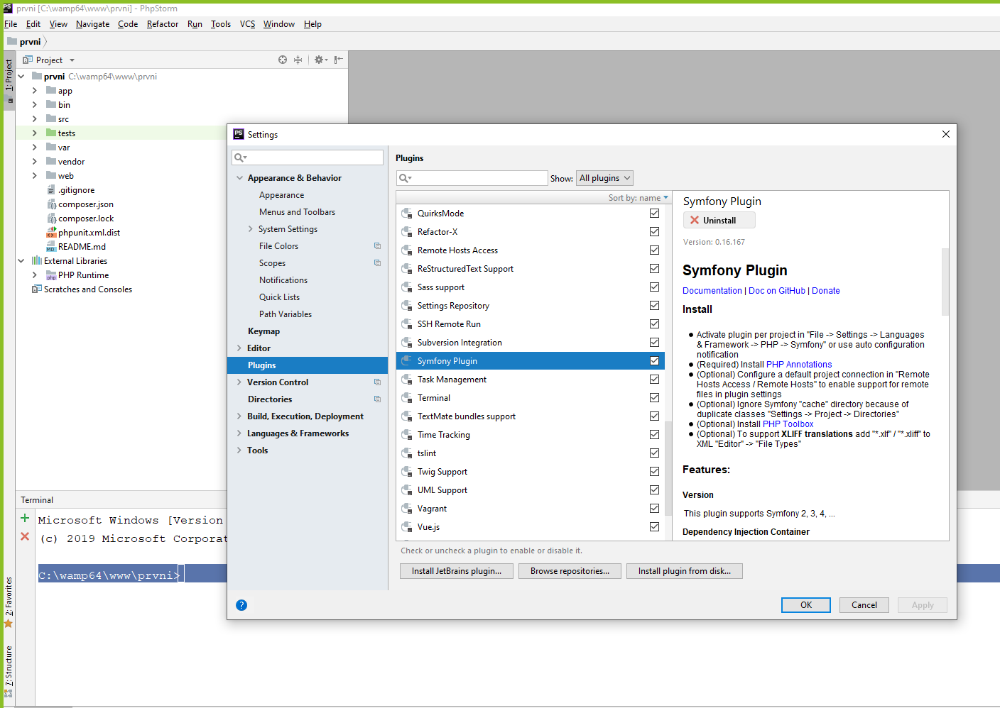 prvni [C:\wamp64\www\prvni] - PhpStorm
File Edit View Navigate Code Refactor Run Tools VCS Window Help
prvni
1: Project
Project
prvni C:\wamp64\www\prvni
app
bin
src
tests
var
vendor
web
.gitignore
composer.json
composer.lock
phpunit.xml.dist
README.md
External Libraries
PHP Runtime
Scratches and Consoles
Settings
Appearance & Behavior
Appearance
Menus and Toolbars
System Settings
File Colors
Scopes
Notifications
Quick Lists
Path Variables
Keymap
Editor
Plugins
Version Control
Directories
Build, Execution, Deployment
Languages & Frameworks
Tools
Plugins
Show: All plugins
Sort by: name
QuirksMode
Refactor-X
Remote Hosts Access
ReStructuredText Support
Sass support
Settings Repository
SSH Remote Run
Subversion Integration
Symfony Plugin
Task Management
Terminal
TextMate bundles support
Time Tracking
tslint
Twig Support
UML Support
Vagrant
Vue.js
Symfony Plugin
Uninstall
Version: 0.16.167
Symfony Plugin
Documentation | Doc on GitHub | Donate
Install
● Activate plugin per project in "File -> Settings -> Languages
& Framework -> PHP -> Symfony" or use auto configuration
notification
● (Required) Install PHP Annotations
● (Optional) Configure a default project connection in "Remote
Hosts Access / Remote Hosts" to enable support for remote
files in plugin settings
● (Optional) Ignore Symfony "cache" directory because of
duplicate classes "Settings -> Project -> Directories"
● (Optional) Install PHP Toolbox
● (Optional) To support XLIFF translations add "*.xlf" / "*.xliff" to
XML "Editor" -> "File Types"
Features:
Version
This plugin supports Symfony 2, 3, 4, ...
Dependency Injection Container
Check or uncheck a plugin to enable or disable it.
Install JetBrains plugin... Browse repositories... Install plugin from disk...
? OK Cancel Apply
Terminal
Microsoft Windows [Version
(c) 2019 Microsoft Corporat
C:\wamp64\www\prvni>
2: Favorites
7: Structure